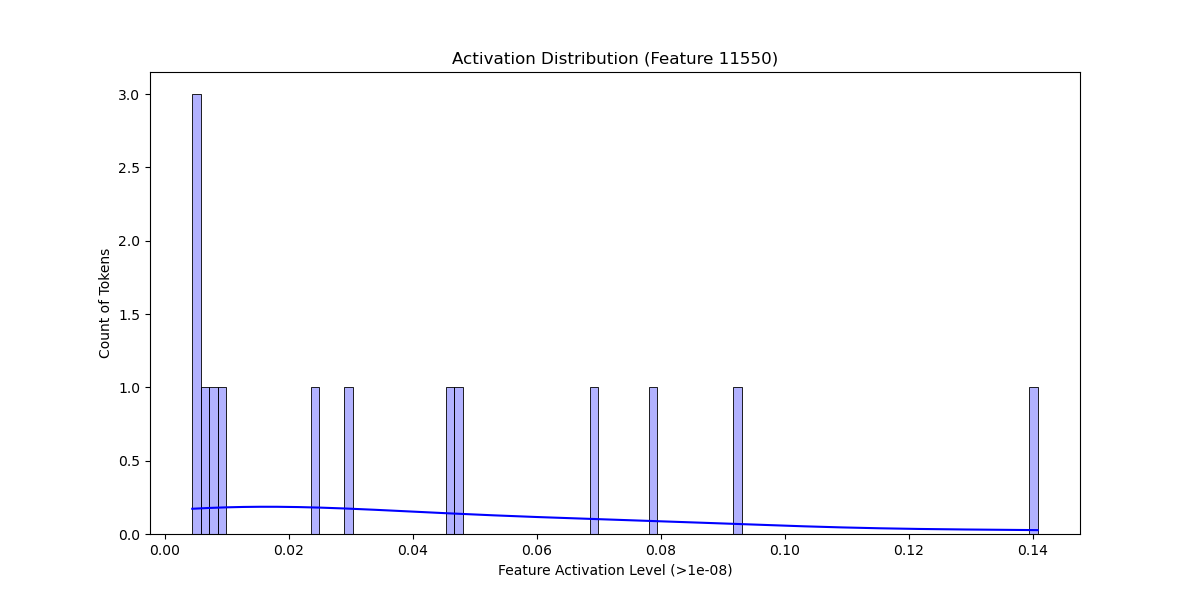 Activation Distribution (Feature 11550)
3.0
2.5
2.0
1.5
1.0
0.5
0.0
Count of Tokens
0.00 0.02 0.04 0.06 0.08 0.10 0.12 0.14
Feature Activation Level (>1e-08)